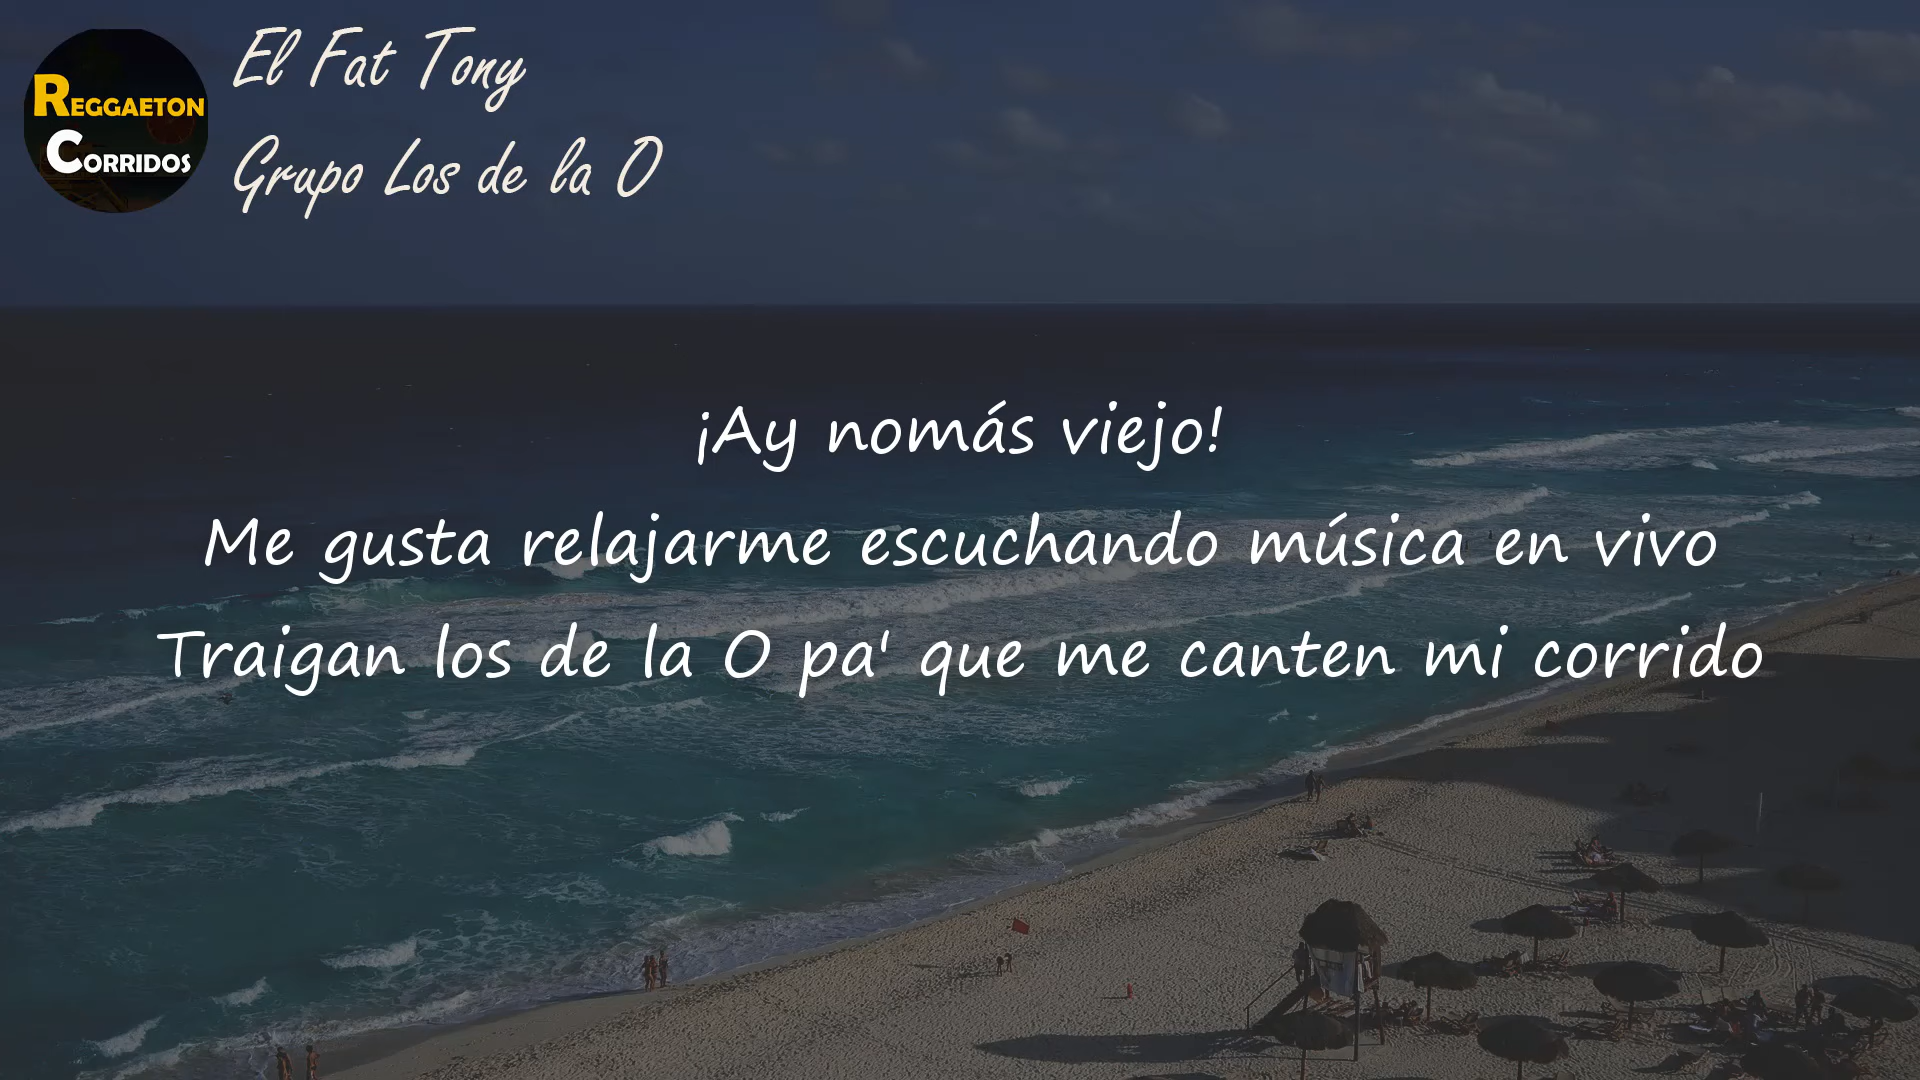 REGGAETON
CORRIDOS
El Fat Tony
Grupo Los de la O
¡Ay nomás viejo!
Me gusta relajarme escuchando música en vivo
Traigan los de la O pa' que me canten mi corrido